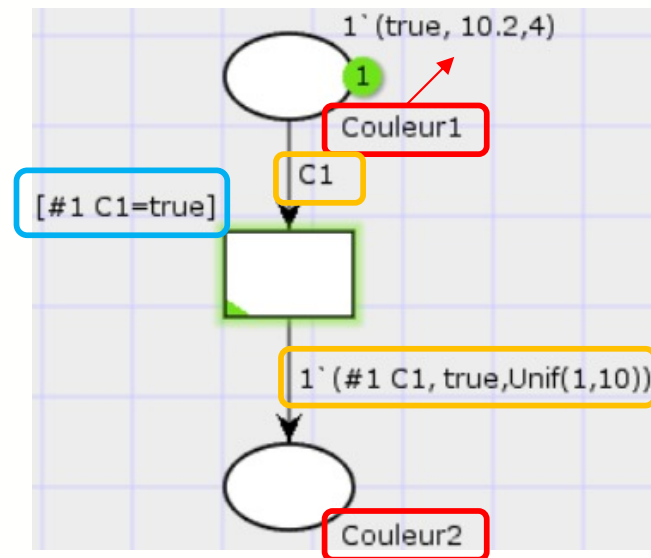 1`(true, 10.2,4)
1
Couleur1
C1
[#1 C1=true]
1`(#1 C1, true,Unif(1,10))
Couleur2